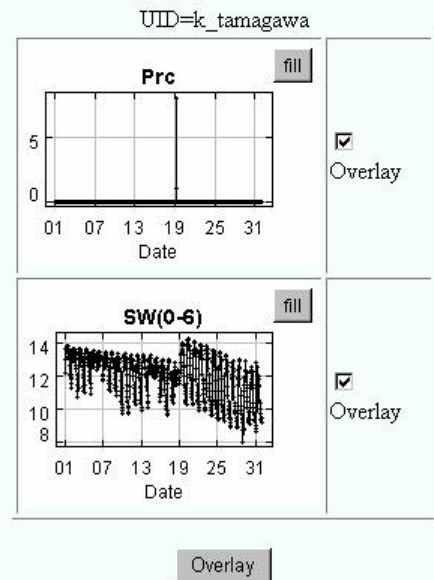 UID=k_tamagawa
fill
Prc
5
0
01 07 13 19 25 31
Date
Overlay
fill
SW(0-6)
14
12
10
8
01 07 13 19 25 31
Date
Overlay
Overlay